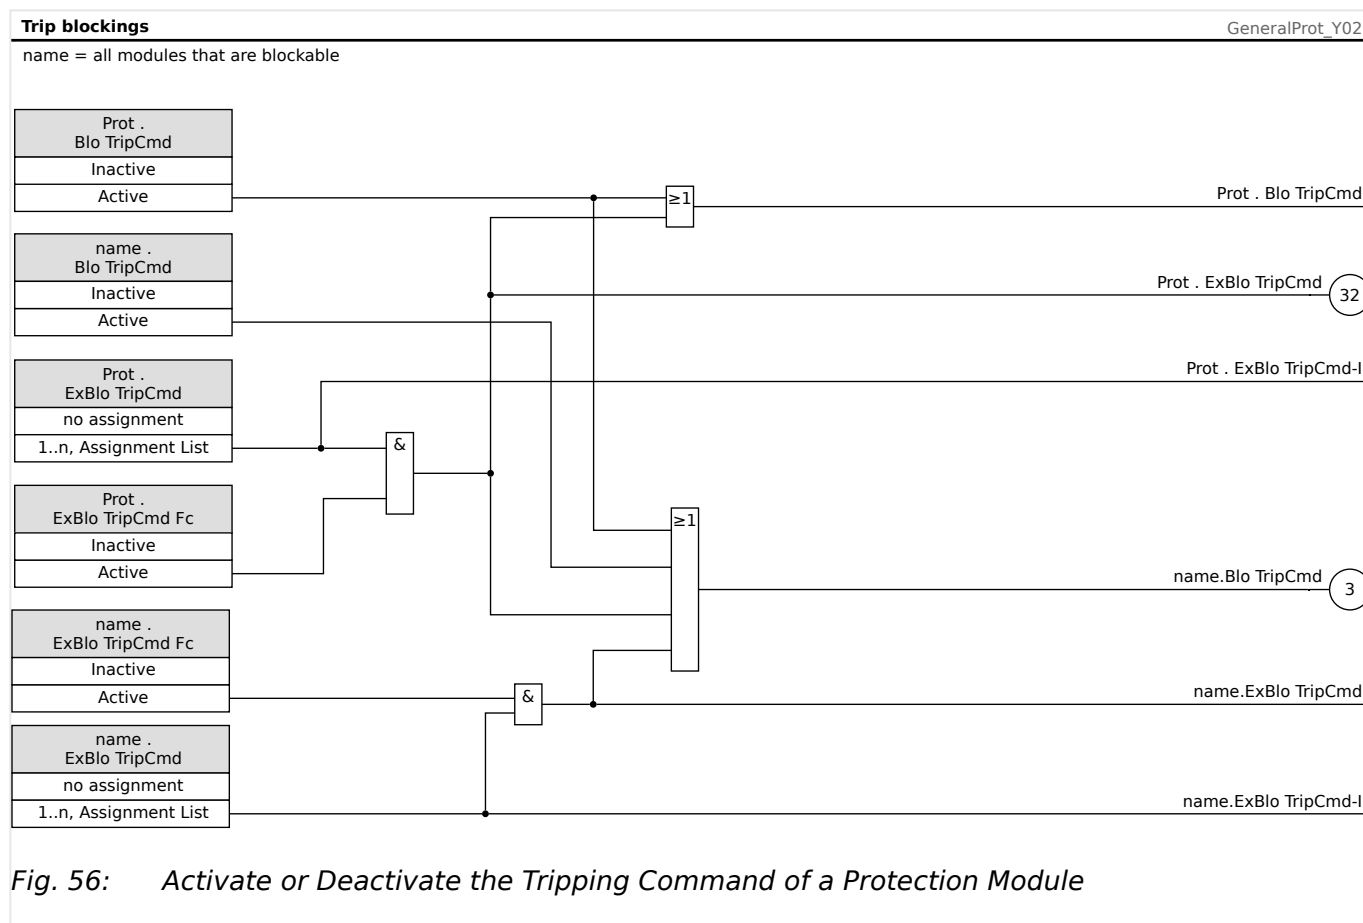 Trip blockings
GeneralProt_Y02
name = all modules that are blockable
Prot .
Blo TripCmd
Inactive
Active
≥1
Prot . Blo TripCmd
name .
Blo TripCmd
Inactive
Active
Prot . ExBlo TripCmd
32
Prot .
ExBlo TripCmd
no assignment
1..n, Assignment List
Prot . ExBlo TripCmd-I
&
Prot .
ExBlo TripCmd Fc
Inactive
Active
≥1
name.Blo TripCmd
3
name .
ExBlo TripCmd Fc
Inactive
Active
&
name.ExBlo TripCmd
name .
ExBlo TripCmd
no assignment
1..n, Assignment List
name.ExBlo TripCmd-I
Fig. 56: Activate or Deactivate the Tripping Command of a Protection Module